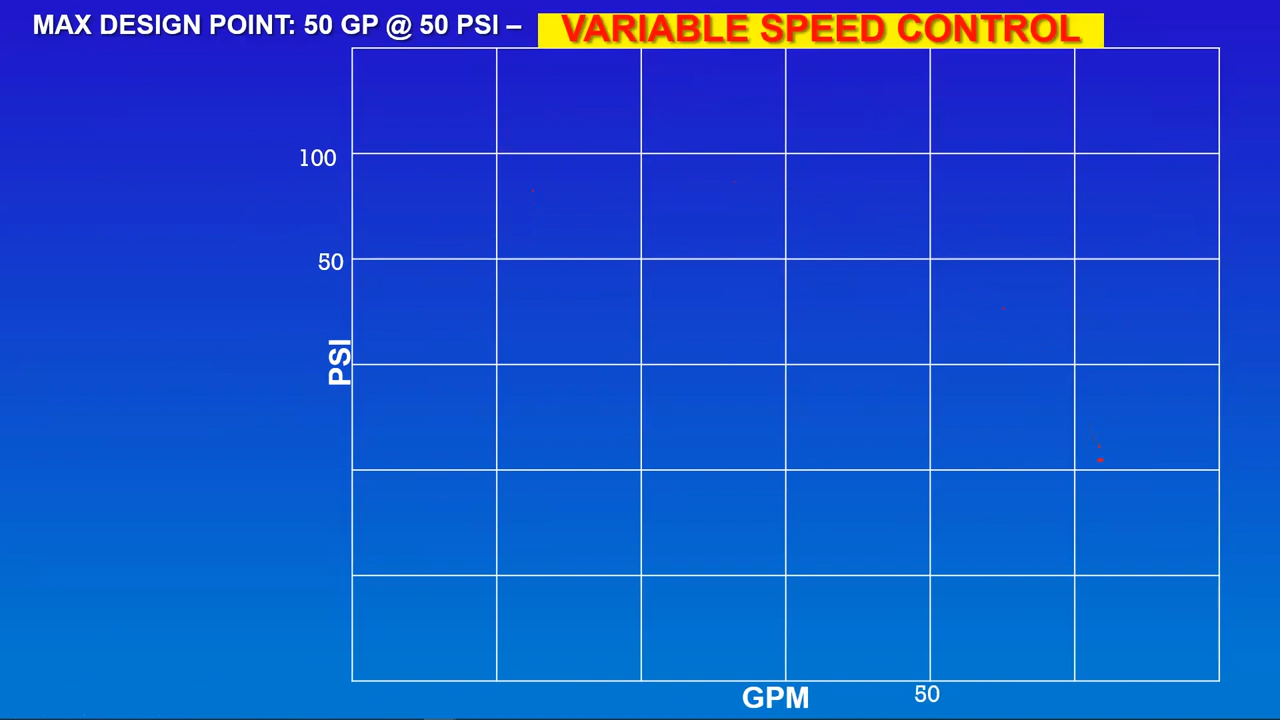 MAX DESIGN POINT: 50 GP @ 50 PSI – VARIABLE SPEED CONTROL
100
50
PSI
GPM
50